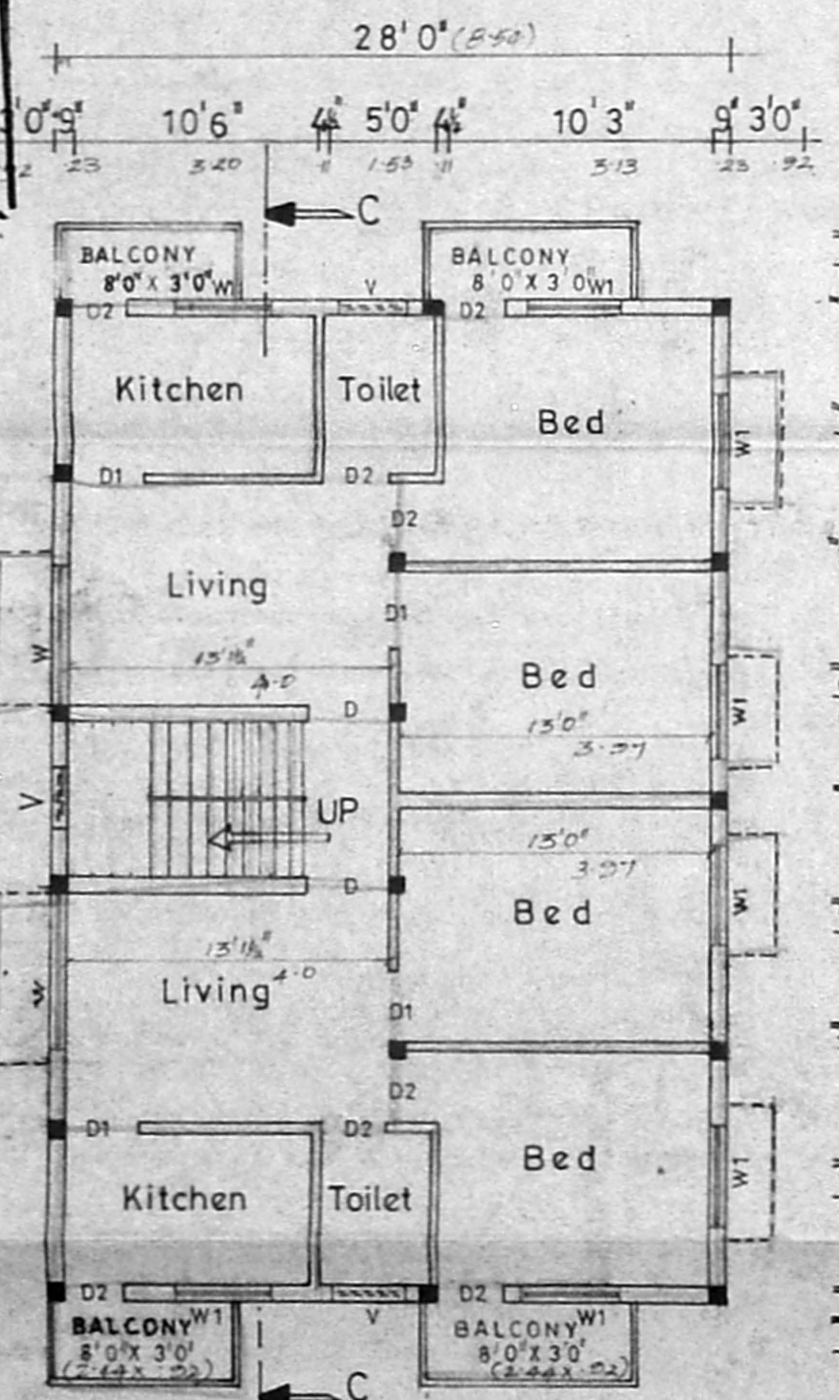 28'0" (8.50)
9" 10'6" 4½" 5'0" 4½" 10'3" 9" 3'0"
.23 3.20 .11 1.53 .11 3.13 .23 .92
C
BALCONY
8'0" X 3'0" W1
V
BALCONY
8'0" X 3'0" W1
D2
D2
Kitchen
Toilet
Bed
W1
D1
D2
D2
Living
D1
W
13'1½"
4.0
Bed
W1
D
13'0"
3.97
V
UP
13'0"
3.97
W1
D
Bed
13'1½"
4.0
Living
W
D1
D2
D1
D2
Bed
W1
Kitchen
Toilet
D2
D2
BALCONY W1
8'0" X 3'0"
(2.44 X .92)
V
BALCONY W1
8'0" X 3'0"
(2.44 X .92)
C